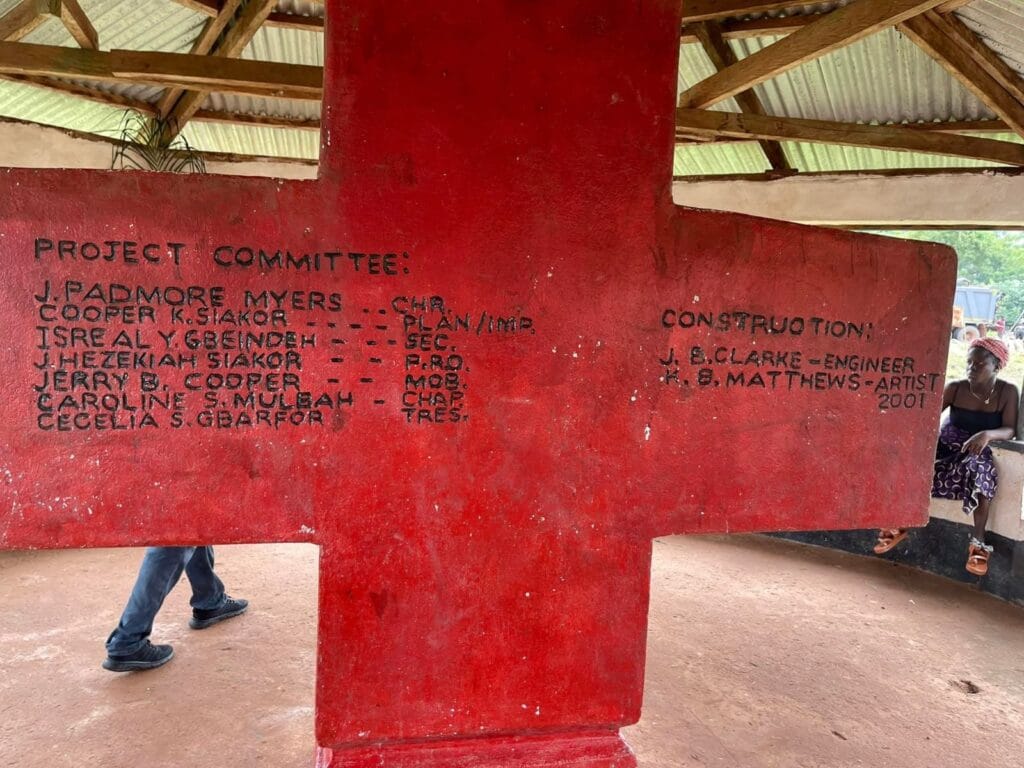 PROJECT COMMITTEE:
J. PADMORE MYERS - - CHR.
COOPER K. SIAKOR - - - - PLAN/IMP.
ISREAL Y. GBEINDEH - - - SEC.
J. HEZEKIAH SIAKOR - - P.R.O.
JERRY B. COOPER - - MOB.
CAROLINE S. MULBAH - CHAP.
CECELIA S. GBARFOR TRES.
CONSTRUCTION:
J. B. CLARKE - ENGINEER
K. B. MATTHEWS - ARTIST
2001